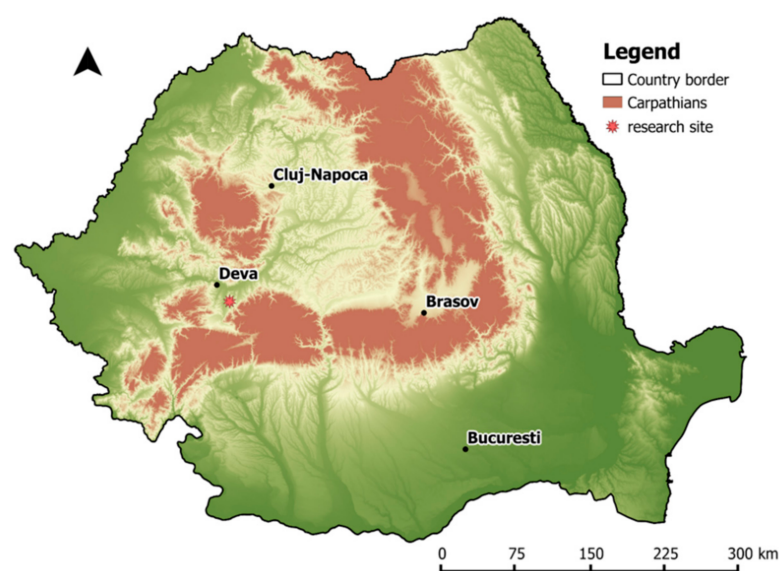 Legend
Country border
Carpathians
research site
Cluj-Napoca
Deva
Brasov
Bucuresti
0 75 150 225 300 km